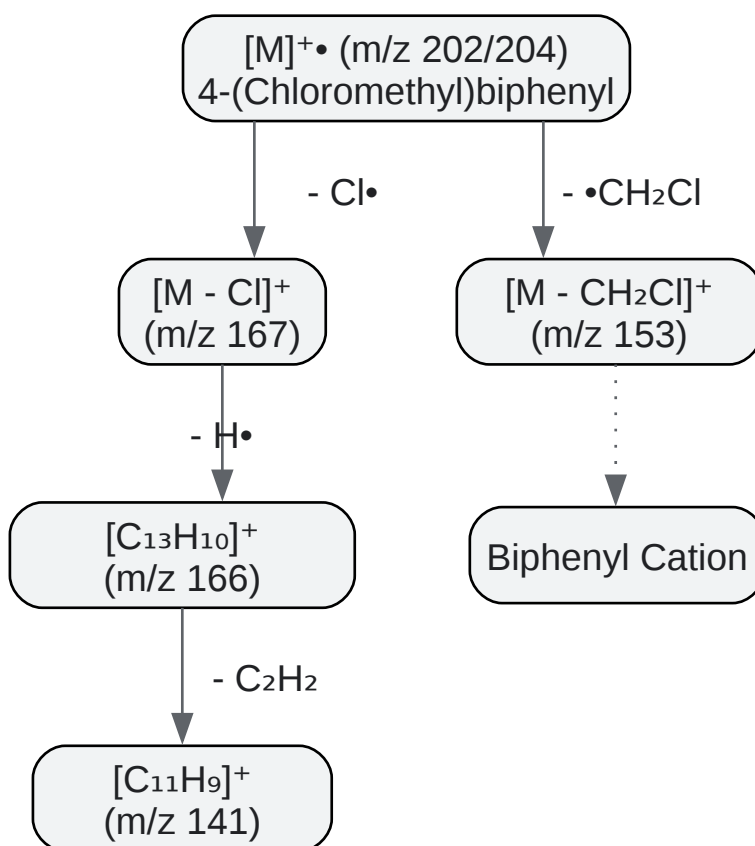 [M]⁺• (m/z 202/204)
4-(Chloromethyl)biphenyl
- Cl•
- •CH₂Cl
[M - Cl]⁺
(m/z 167)
[M - CH₂Cl]⁺
(m/z 153)
- H•
[C₁₃H₁₀]⁺
(m/z 166)
Biphenyl Cation
- C₂H₂
[C₁₁H₉]⁺
(m/z 141)